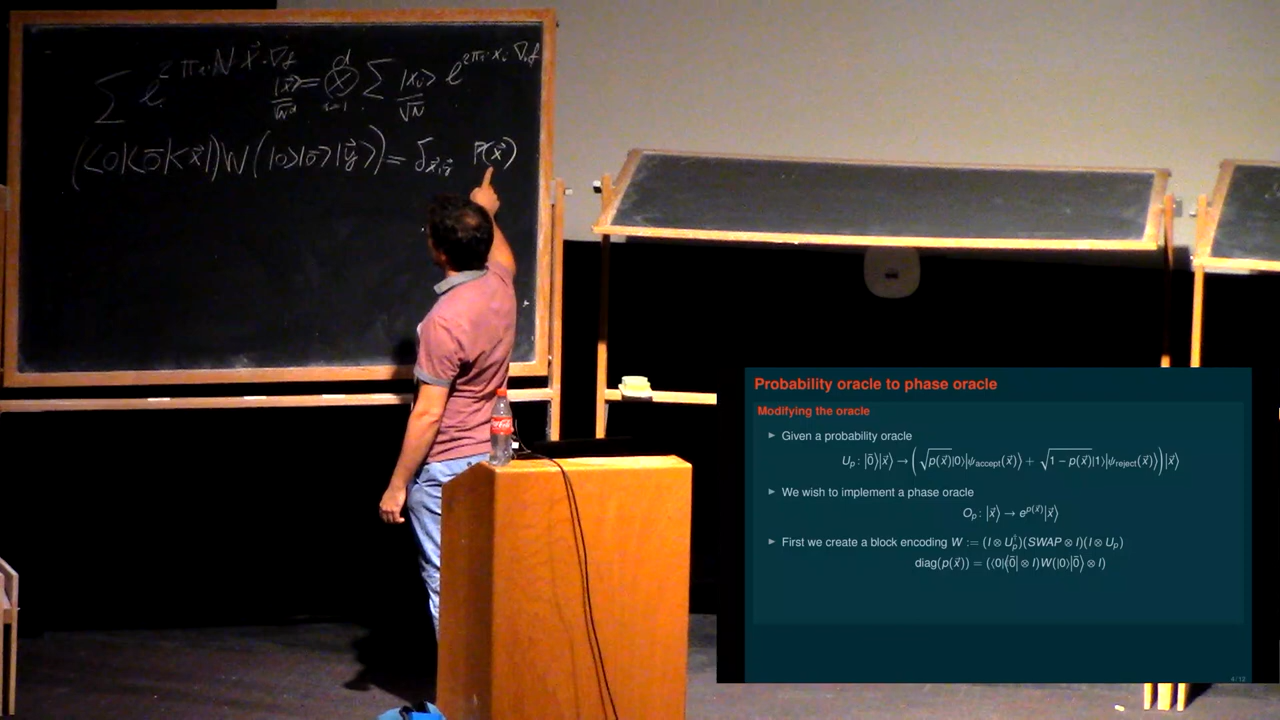 ∑ e^{2πi·N x⃗·∇f} |x⃗⟩/√N^d = ⊗_{i=1}^{d} ∑ |x_i⟩/√N e^{2πi·x_i·∇_i f}
(⟨0|⟨0̄|⟨x⃗|)W(|0⟩|0̄⟩|y⃗⟩) = δ_{x⃗,y⃗} P(x⃗)
Probability oracle to phase oracle
Modifying the oracle
► Given a probability oracle
U_p: |0̄⟩|x⃗⟩ → (√p(x⃗)|0⟩|ψ_accept(x⃗)⟩ + √1 − p(x⃗)|1⟩|ψ_reject(x⃗)⟩)|x⃗⟩
► We wish to implement a phase oracle
O_p: |x⃗⟩ → e^{p(x⃗)}|x⃗⟩
► First we create a block encoding W := (I ⊗ U_p^†)(SWAP ⊗ I)(I ⊗ U_p)
diag(p(x⃗)) = (⟨0|⟨0̄| ⊗ I)W(|0⟩|0̄⟩ ⊗ I)
4 / 12